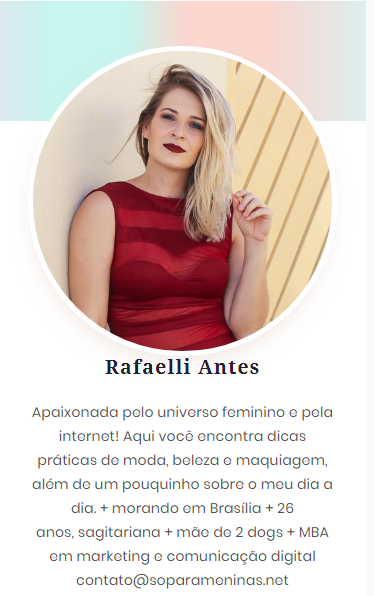 Rafaelli Antes
Apaixonada pelo universo feminino e pela
internet! Aqui você encontra dicas
práticas de moda, beleza e maquiagem,
além de um pouquinho sobre o meu dia a
dia. + morando em Brasília + 26
anos, sagitariana + mãe de 2 dogs + MBA
em marketing e comunicação digital
contato@soparameninas.net